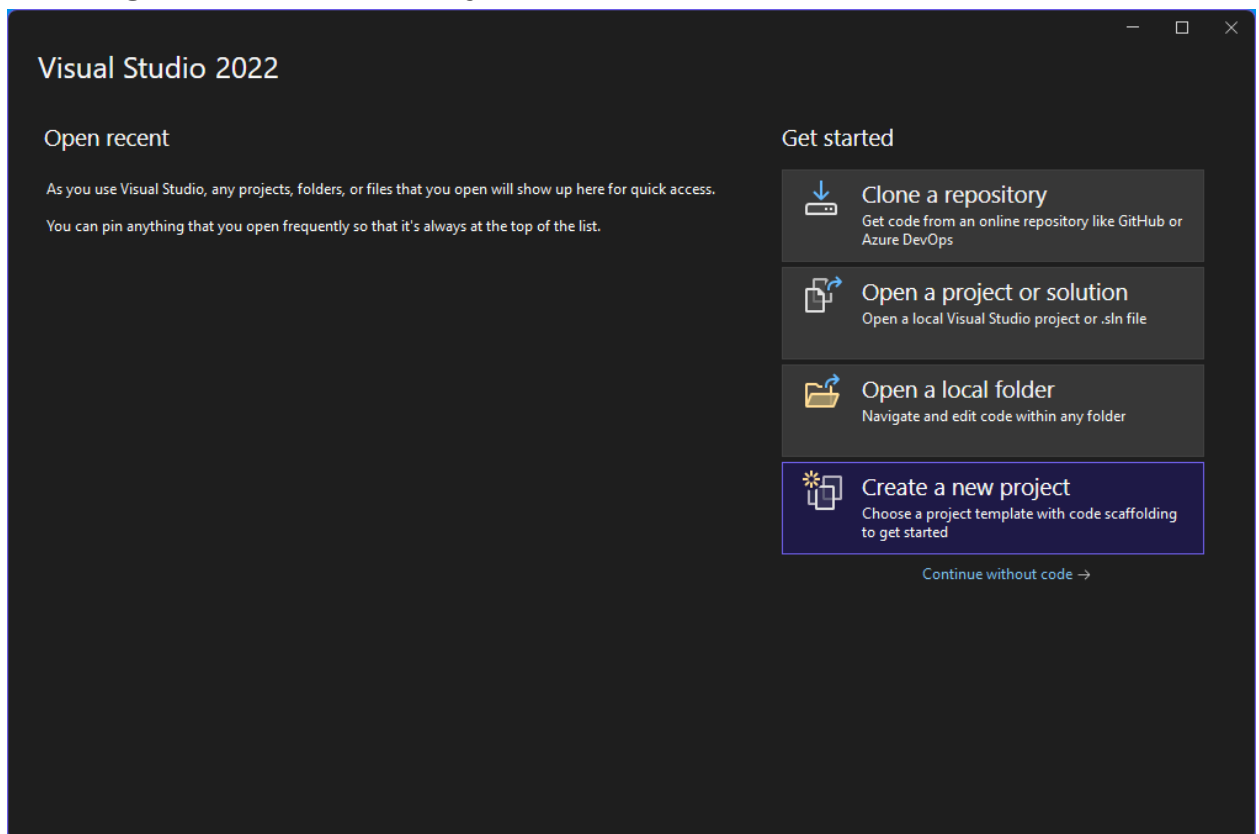 Visual Studio 2022
Open recent
As you use Visual Studio, any projects, folders, or files that you open will show up here for quick access.
You can pin anything that you open frequently so that it's always at the top of the list.
Get started
Clone a repository
Get code from an online repository like GitHub or
Azure DevOps
Open a project or solution
Open a local Visual Studio project or .sln file
Open a local folder
Navigate and edit code within any folder
Create a new project
Choose a project template with code scaffolding
to get started
Continue without code →